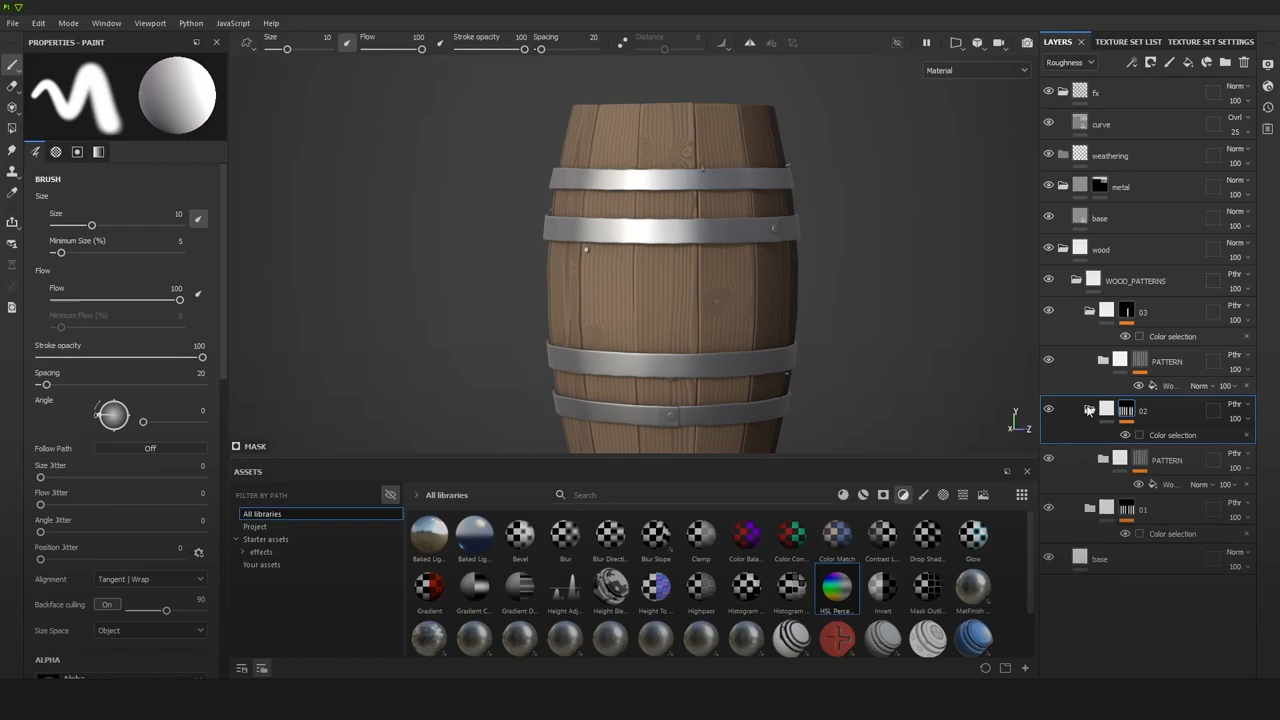 Pt
File Edit Mode Window Viewport Python JavaScript Help
PROPERTIES - PAINT
Size 10 Flow 100 Stroke opacity 100 Spacing 20 Distance 8
Material
BRUSH
Size
Size 10
Minimum Size (%) 5
Flow
Flow 100
Minimum Flow (%) 5
Stroke opacity 100
Spacing 20
Angle
0
Follow Path Off
Size Jitter 0
Flow Jitter 0
Angle Jitter 0
Position Jitter 0
Alignment Tangent | Wrap
Backface culling On 90
Size Space Object
ALPHA
Alpha
Y
Z
MASK
ASSETS
FILTER BY PATH
All libraries
Project
Starter assets
effects
Your assets
All libraries
Search
Baked Lig... Baked Lig... Bevel Blur Blur Directi... Blur Slope Clamp Color Bala... Color Corr... Color Match Contrast L... Drop Shad... Glow
Gradient Gradient C... Gradient D... Height Adj... Height Ble... Height To ... Highpass Histogram ... Histogram ... HSL Perce... Invert Mask Outli... MatFinish ...
LAYERS TEXTURE SET LIST TEXTURE SET SETTINGS
Roughness
fx Norm 100
curve Ovrl 25
weathering Norm 100
metal Norm 100
base Norm 100
wood Norm 100
WOOD_PATTERNS Pthr 100
03 Pthr 100
Color selection
PATTERN Pthr 100
Wo... Norm 100
02 Pthr 100
Color selection
PATTERN Pthr 100
Wo... Norm 100
01 Pthr 100
Color selection
base Norm 100